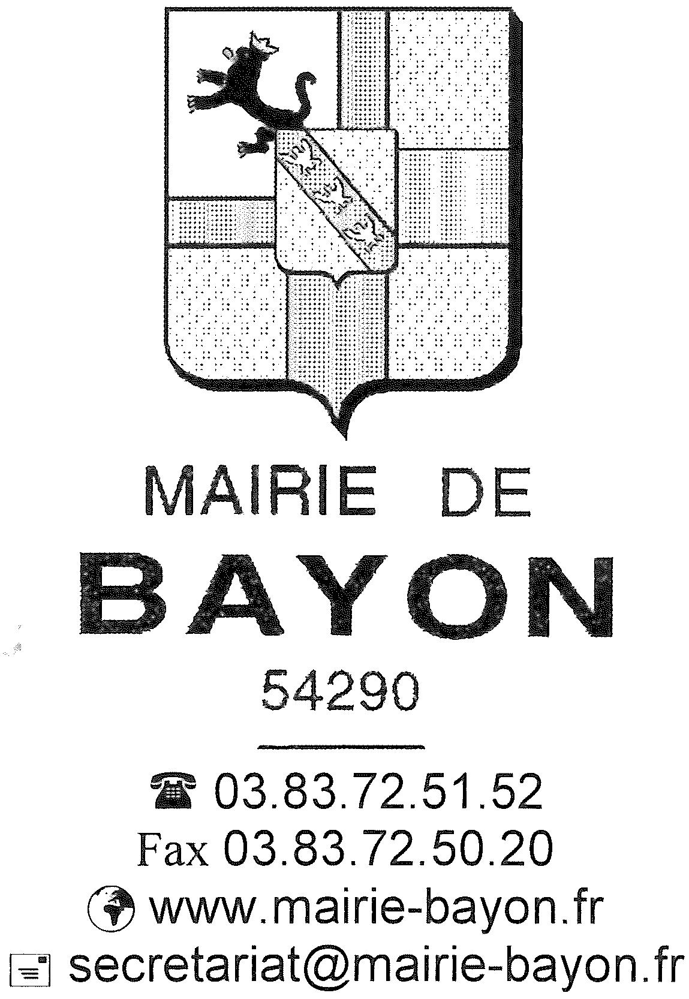 MAIRIE DE
BAYON
54290
☎ 03.83.72.51.52
Fax 03.83.72.50.20
www.mairie-bayon.fr
secretariat@mairie-bayon.fr